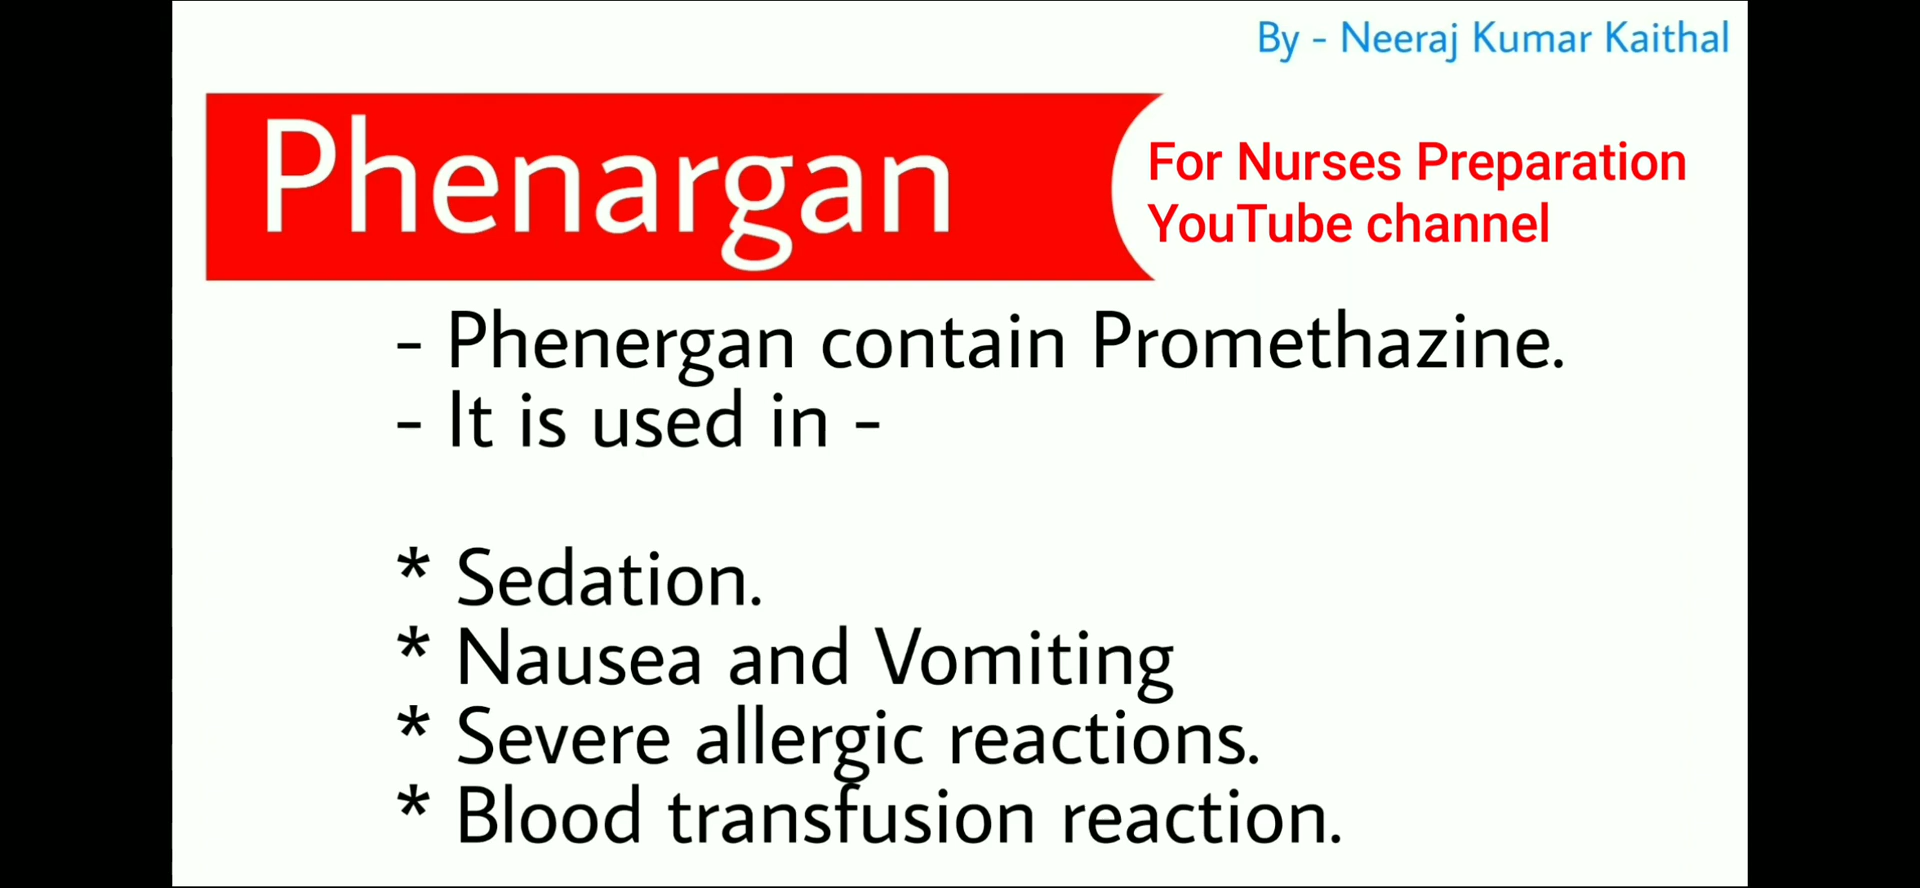 By - Neeraj Kumar Kaithal
Phenargan
For Nurses Preparation
YouTube channel
- Phenergan contain Promethazine.
- It is used in -
* Sedation.
* Nausea and Vomiting
* Severe allergic reactions.
* Blood transfusion reaction.